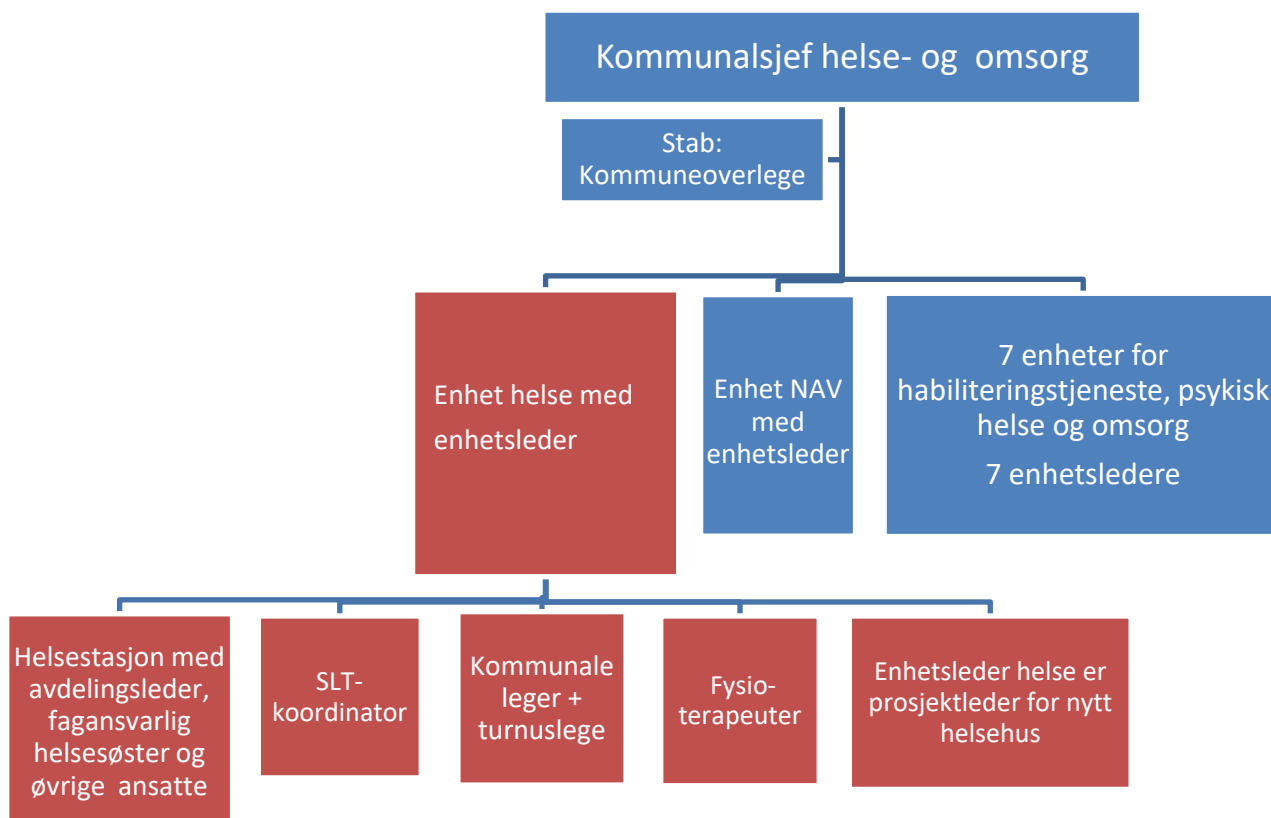 Kommunalsjef helse- og omsorg
Stab:
Kommuneoverlege
Enhet helse med
enhetsleder
Enhet NAV
med
enhetsleder
7 enheter for
habiliteringstjeneste, psykisk
helse og omsorg
7 enhetsledere
Helsestasjon med
avdelingsleder,
fagansvarlig
helsesøster og
øvrige ansatte
SLT-
koordinator
Kommunale
leger +
turnuslege
Fysio-
terapeuter
Enhetsleder helse er
prosjektleder for nytt
helsehus